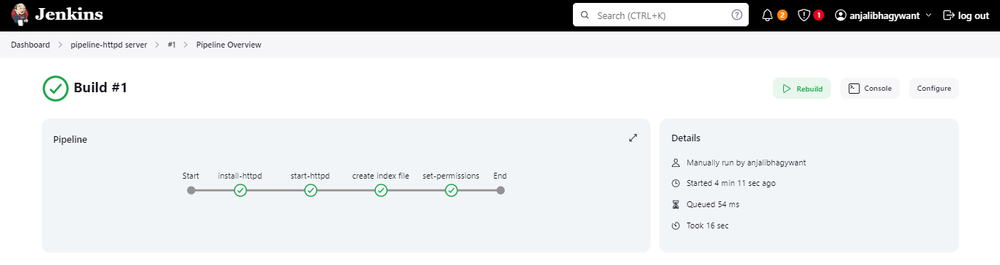 Jenkins
Search (CTRL+K)
2
1
anjalibhagywant
log out
Dashboard
pipeline-httpd server
#1
Pipeline Overview
Build #1
Rebuild
Console
Configure
Pipeline
Start
install-httpd
start-httpd
create index file
set-permissions
End
Details
Manually run by anjalibhagywant
Started 4 min 11 sec ago
Queued 54 ms
Took 16 sec